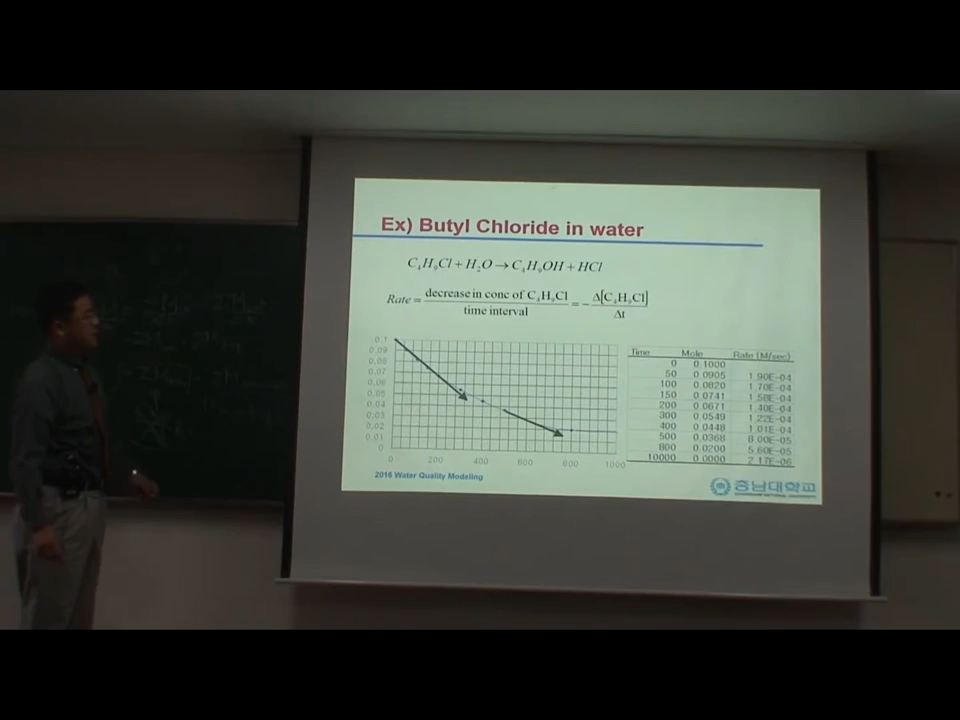 Ex) Butyl Chloride in water
C₄H₉Cl + H₂O → C₄H₉OH + HCl
Rate = decrease in conc of C₄H₉Cl / time interval = - Δ[C₄H₉Cl] / Δt
0.1
0.09
0.08
0.07
0.06
0.05
0.04
0.03
0.02
0.01
0
0 200 400 600 800 1000
Time Mole Rate (M/sec)
0 0.1000
50 0.0905 1.90E-04
100 0.0820 1.70E-04
150 0.0741 1.58E-04
200 0.0671 1.40E-04
300 0.0549 1.22E-04
400 0.0448 1.01E-04
500 0.0368 8.00E-05
800 0.0200 5.60E-05
10000 0.0000 2.17E-06
2016 Water Quality Modeling
충남대학교